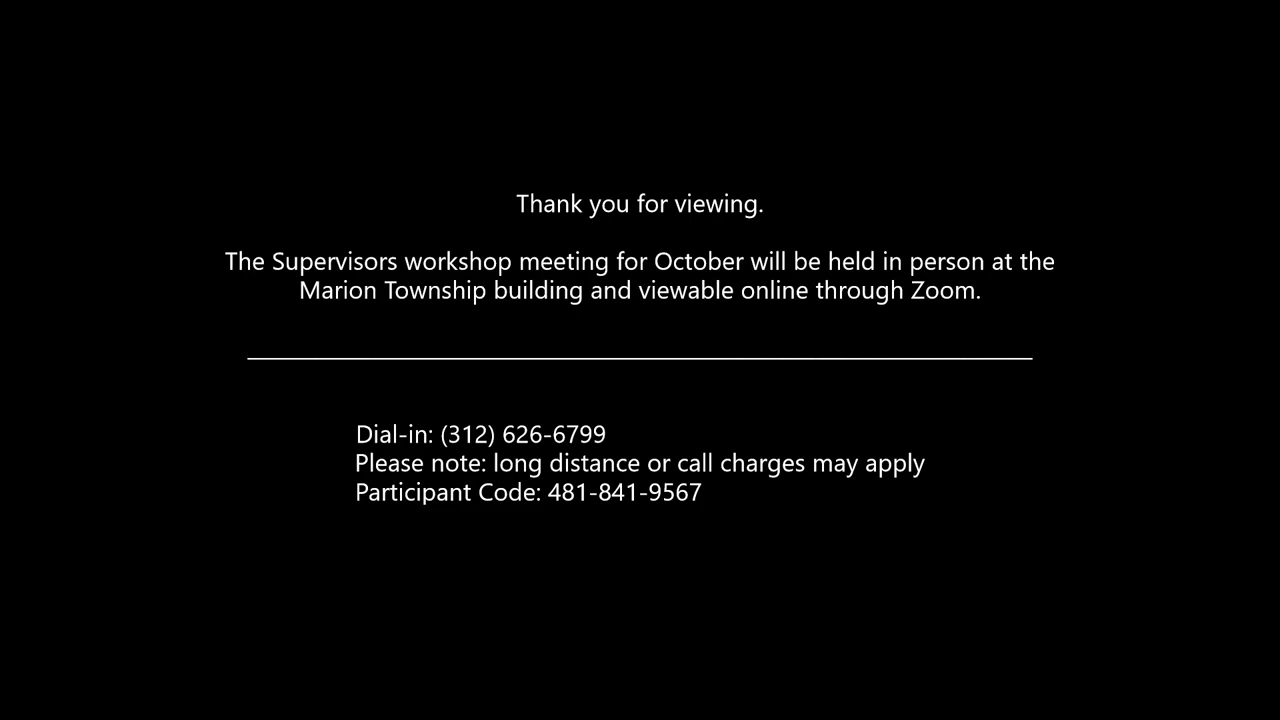 Thank you for viewing.
The Supervisors workshop meeting for October will be held in person at the
Marion Township building and viewable online through Zoom.
Dial-in: (312) 626-6799
Please note: long distance or call charges may apply
Participant Code: 481-841-9567